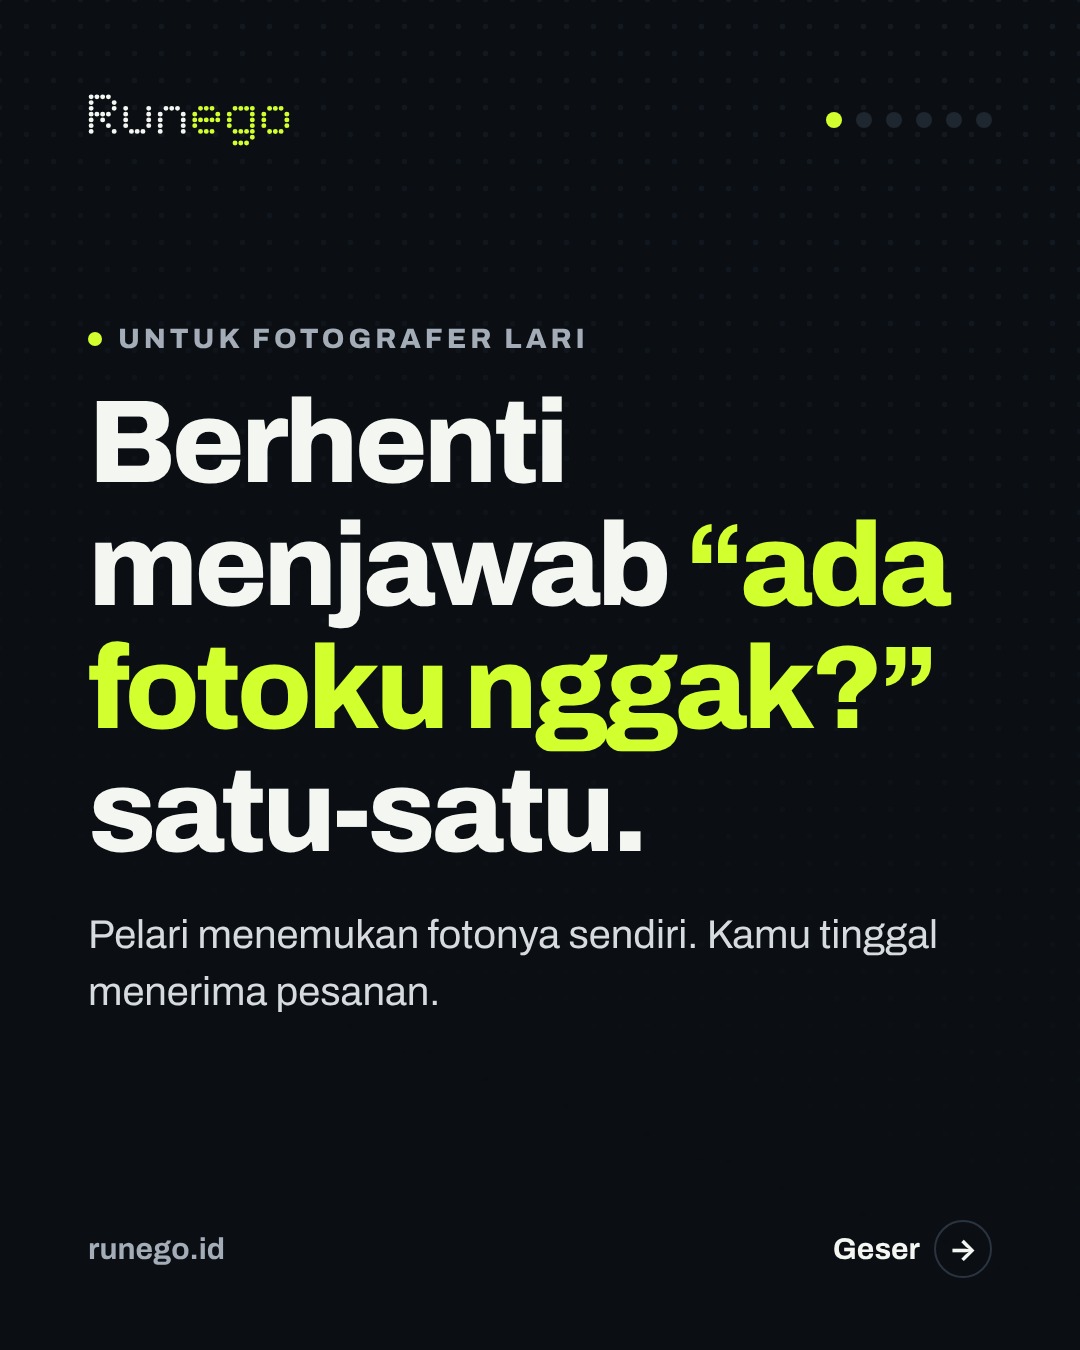 Runego
UNTUK FOTOGRAFER LARI
Berhenti
menjawab “ada
fotoku nggak?”
satu-satu.
Pelari menemukan fotonya sendiri. Kamu tinggal
menerima pesanan.
runego.id
Geser →